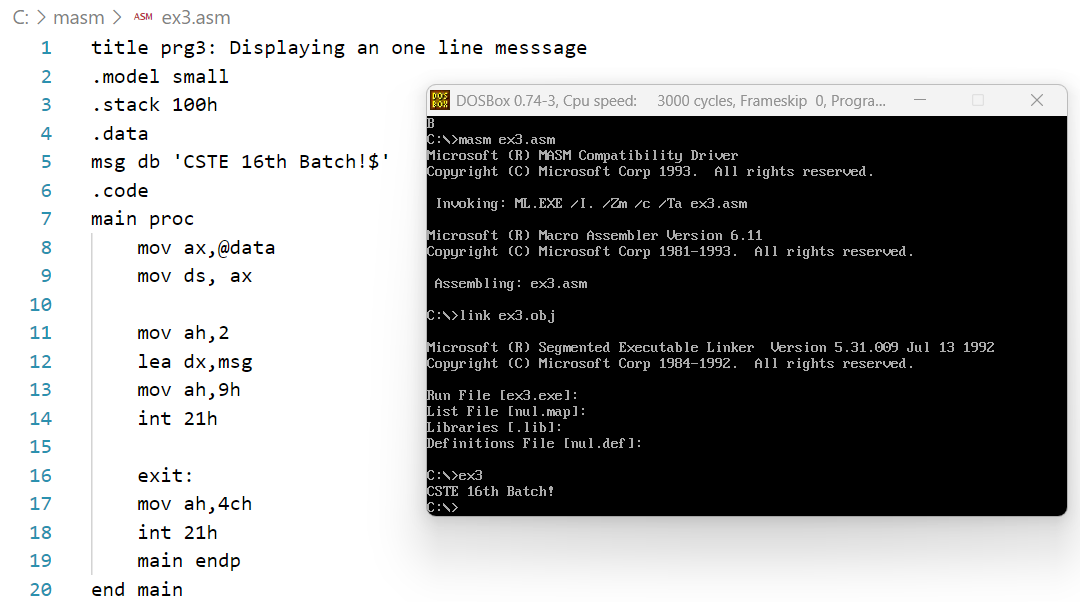 C: > masm > ASM ex3.asm
1 title prg3: Displaying an one line messsage
2 .model small
3 .stack 100h
4 .data
5 msg db 'CSTE 16th Batch!$'
6 .code
7 main proc
8 mov ax,@data
9 mov ds, ax
10
11 mov ah,2
12 lea dx,msg
13 mov ah,9h
14 int 21h
15
16 exit:
17 mov ah,4ch
18 int 21h
19 main endp
20 end main
DOS BOX DOSBox 0.74-3, Cpu speed: 3000 cycles, Frameskip 0, Progra...
B
C:\>masm ex3.asm
Microsoft (R) MASM Compatibility Driver
Copyright (C) Microsoft Corp 1993. All rights reserved.
Invoking: ML.EXE /I. /Zm /c /Ta ex3.asm
Microsoft (R) Macro Assembler Version 6.11
Copyright (C) Microsoft Corp 1981-1993. All rights reserved.
Assembling: ex3.asm
C:\>link ex3.obj
Microsoft (R) Segmented Executable Linker Version 5.31.009 Jul 13 1992
Copyright (C) Microsoft Corp 1984-1992. All rights reserved.
Run File [ex3.exe]:
List File [nul.map]:
Libraries [.lib]:
Definitions File [nul.def]:
C:\>ex3
CSTE 16th Batch!
C:\>